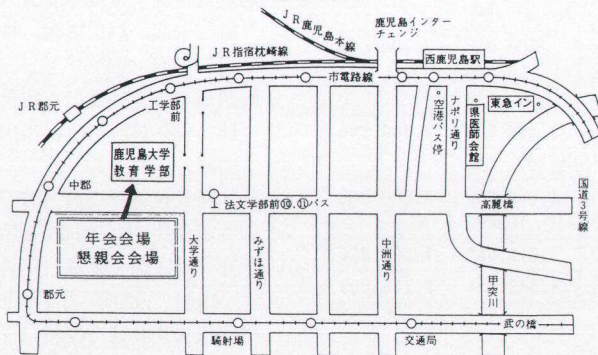 JR鹿児島本線
鹿児島インター
チェンジ
JR指宿枕崎線
西鹿児島駅
市電路線
JR郡元
工学部
前
空港バス停
ナポリ通り
県医師会館
東急イン
鹿児島大学
教育学部
中郡
法文学部前⑩,⑪バス
高麗橋
国道3号線
年会会場
懇親会会場
大学通り
みずほ通り
中洲通り
甲突川
郡元
騎射場
交通局
武の橋